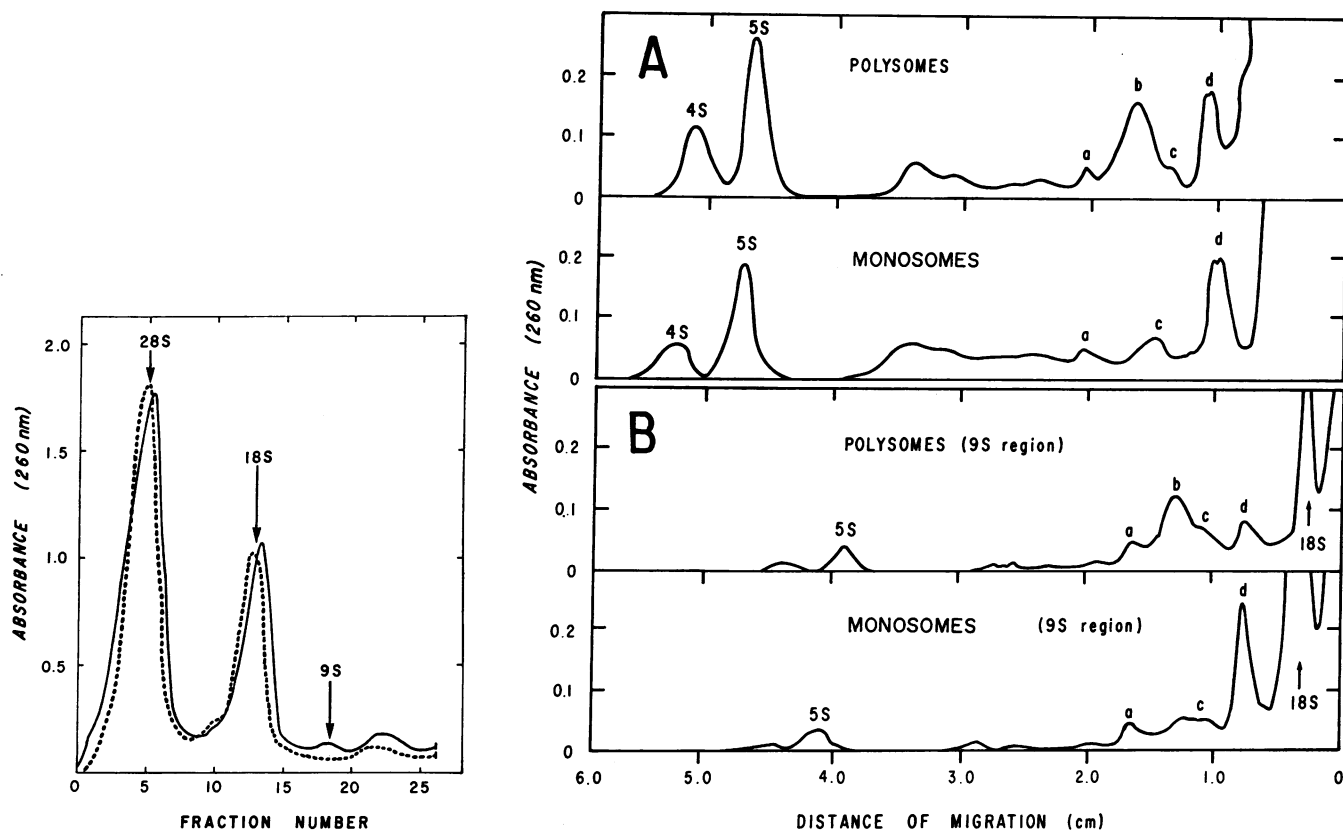 ABSORBANCE (260 nm)
2.0
1.5
1.0
0.5
28S
18S
9S
0 5 10 15 20 25
FRACTION NUMBER
ABSORBANCE (260 nm)
A
POLYSOMES
0.2
0.1
0
4S 5S a b c d
MONOSOMES
0.2
0.1
0
4S 5S a c d
B
POLYSOMES (9S region)
0.2
0.1
0
5S a b c d 18S
MONOSOMES (9S region)
0.2
0.1
0
5S a c d 18S
6.0 5.0 4.0 3.0 2.0 1.0 0
DISTANCE OF MIGRATION (cm)